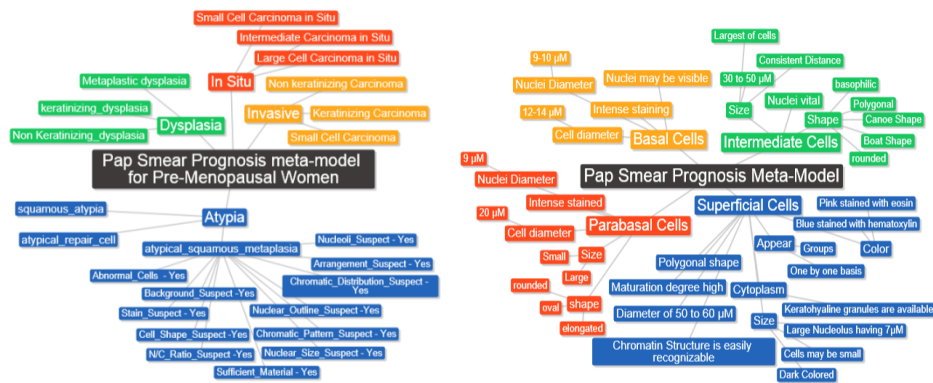 Small Cell Carcinoma in Situ
Intermediate Carcinoma in Situ
Large Cell Carcinoma in Situ
In Situ
Metaplastic dysplasia
keratinizing_dysplasia
Non Keratinizing_dysplasia
Dysplasia
Non keratinizing Carcinoma
Invasive
Keratinizing Carcinoma
Small Cell Carcinoma
Pap Smear Prognosis meta-model
for Pre-Menopausal Women
squamous_atypia
Atypia
atypical_repair_cell
atypical_squamous_metaplasia
Nucleoli_Suspect - Yes
Arrangement_Suspect - Yes
Abnormal_Cells - Yes
Chromatic_Distribution_Suspect -
Yes
Background_Suspect -Yes
Stain_Suspect -Yes
Nuclear_Outline_Suspect -Yes
Cell_Shape_Suspect -Yes
Chromatic_Pattern_Suspect -Yes
N/C_Ratio_Suspect -Yes
Nuclear_Size_Suspect -Yes
Sufficient_Material - Yes
9-10 µM
Nuclei Diameter
Nuclei may be visible
12-14 µM
Intense staining
Cell diameter
Basal Cells
Largest of cells
Consistent Distance
30 to 50 µM
Size
Nuclei vital
basophilic
Polygonal
Shape
Canoe Shape
Boat Shape
rounded
Intermediate Cells
Pap Smear Prognosis Meta-Model
9 µM
Nuclei Diameter
Intense stained
20 µM
Cell diameter
Parabasal Cells
Small
Size
Large
rounded
oval
shape
elongated
Superficial Cells
Pink stained with eosin
Blue stained with hematoxylin
Color
Appear
Groups
One by one basis
Polygonal shape
Maturation degree high
Diameter of 50 to 60 µM
Chromatin Structure is easily
recognizable
Cytoplasm
Keratohyaline granules are available
Size
Large Nucleolus having 7µM
Cells may be small
Dark Colored